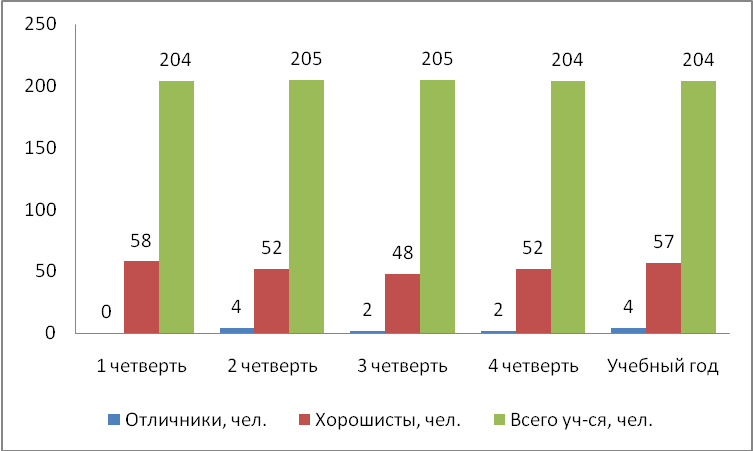 250
200
150
100
50
0
204
205
205
204
204
58
52
48
52
57
0
4
2
2
4
1 четверть
2 четверть
3 четверть
4 четверть
Учебный год
Отличники, чел.
Хорошисты, чел.
Всего уч-ся, чел.